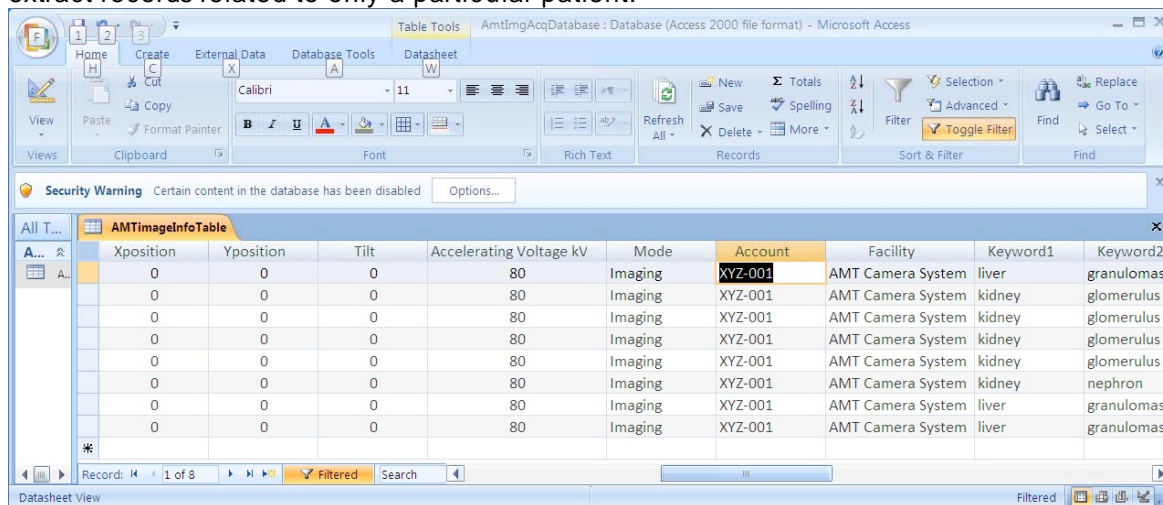 extract records related to only a particular patient.
1 2 3
Table Tools AmtImgAcqDatabase : Database (Access 2000 file format) - Microsoft Access
Home Create External Data Database Tools Datasheet
H C X A W
View
Paste
Cut
Copy
Format Painter
Calibri 11
B I U A
Refresh All
New
Save
Delete
Σ Totals
Spelling
More
Filter
Selection
Advanced
Toggle Filter
Find
Replace
Go To
Select
Views Clipboard Font Rich Text Records Sort & Filter Find
Security Warning Certain content in the database has been disabled Options...
All T... AMTimageInfoTable
A... Xposition Yposition Tilt Accelerating Voltage kV Mode Account Facility Keyword1 Keyword2
A.. 0 0 0 80 Imaging XYZ-001 AMT Camera System liver granulomas
0 0 0 80 Imaging XYZ-001 AMT Camera System kidney glomerulus
0 0 0 80 Imaging XYZ-001 AMT Camera System kidney glomerulus
0 0 0 80 Imaging XYZ-001 AMT Camera System kidney glomerulus
0 0 0 80 Imaging XYZ-001 AMT Camera System kidney glomerulus
0 0 0 80 Imaging XYZ-001 AMT Camera System kidney nephron
0 0 0 80 Imaging XYZ-001 AMT Camera System liver granulomas
0 0 0 80 Imaging XYZ-001 AMT Camera System liver granulomas
Record: 1 of 8 Filtered Search
Datasheet View Filtered